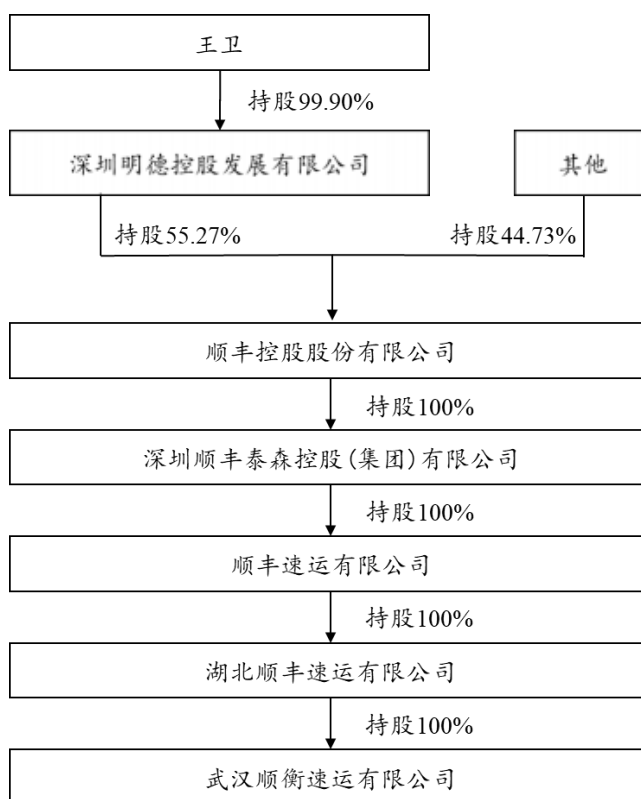 王卫
持股99.90%
深圳明德控股发展有限公司
其他
持股55.27%
持股44.73%
顺丰控股股份有限公司
持股100%
深圳顺丰泰森控股(集团)有限公司
持股100%
顺丰速运有限公司
持股100%
湖北顺丰速运有限公司
持股100%
武汉顺衡速运有限公司